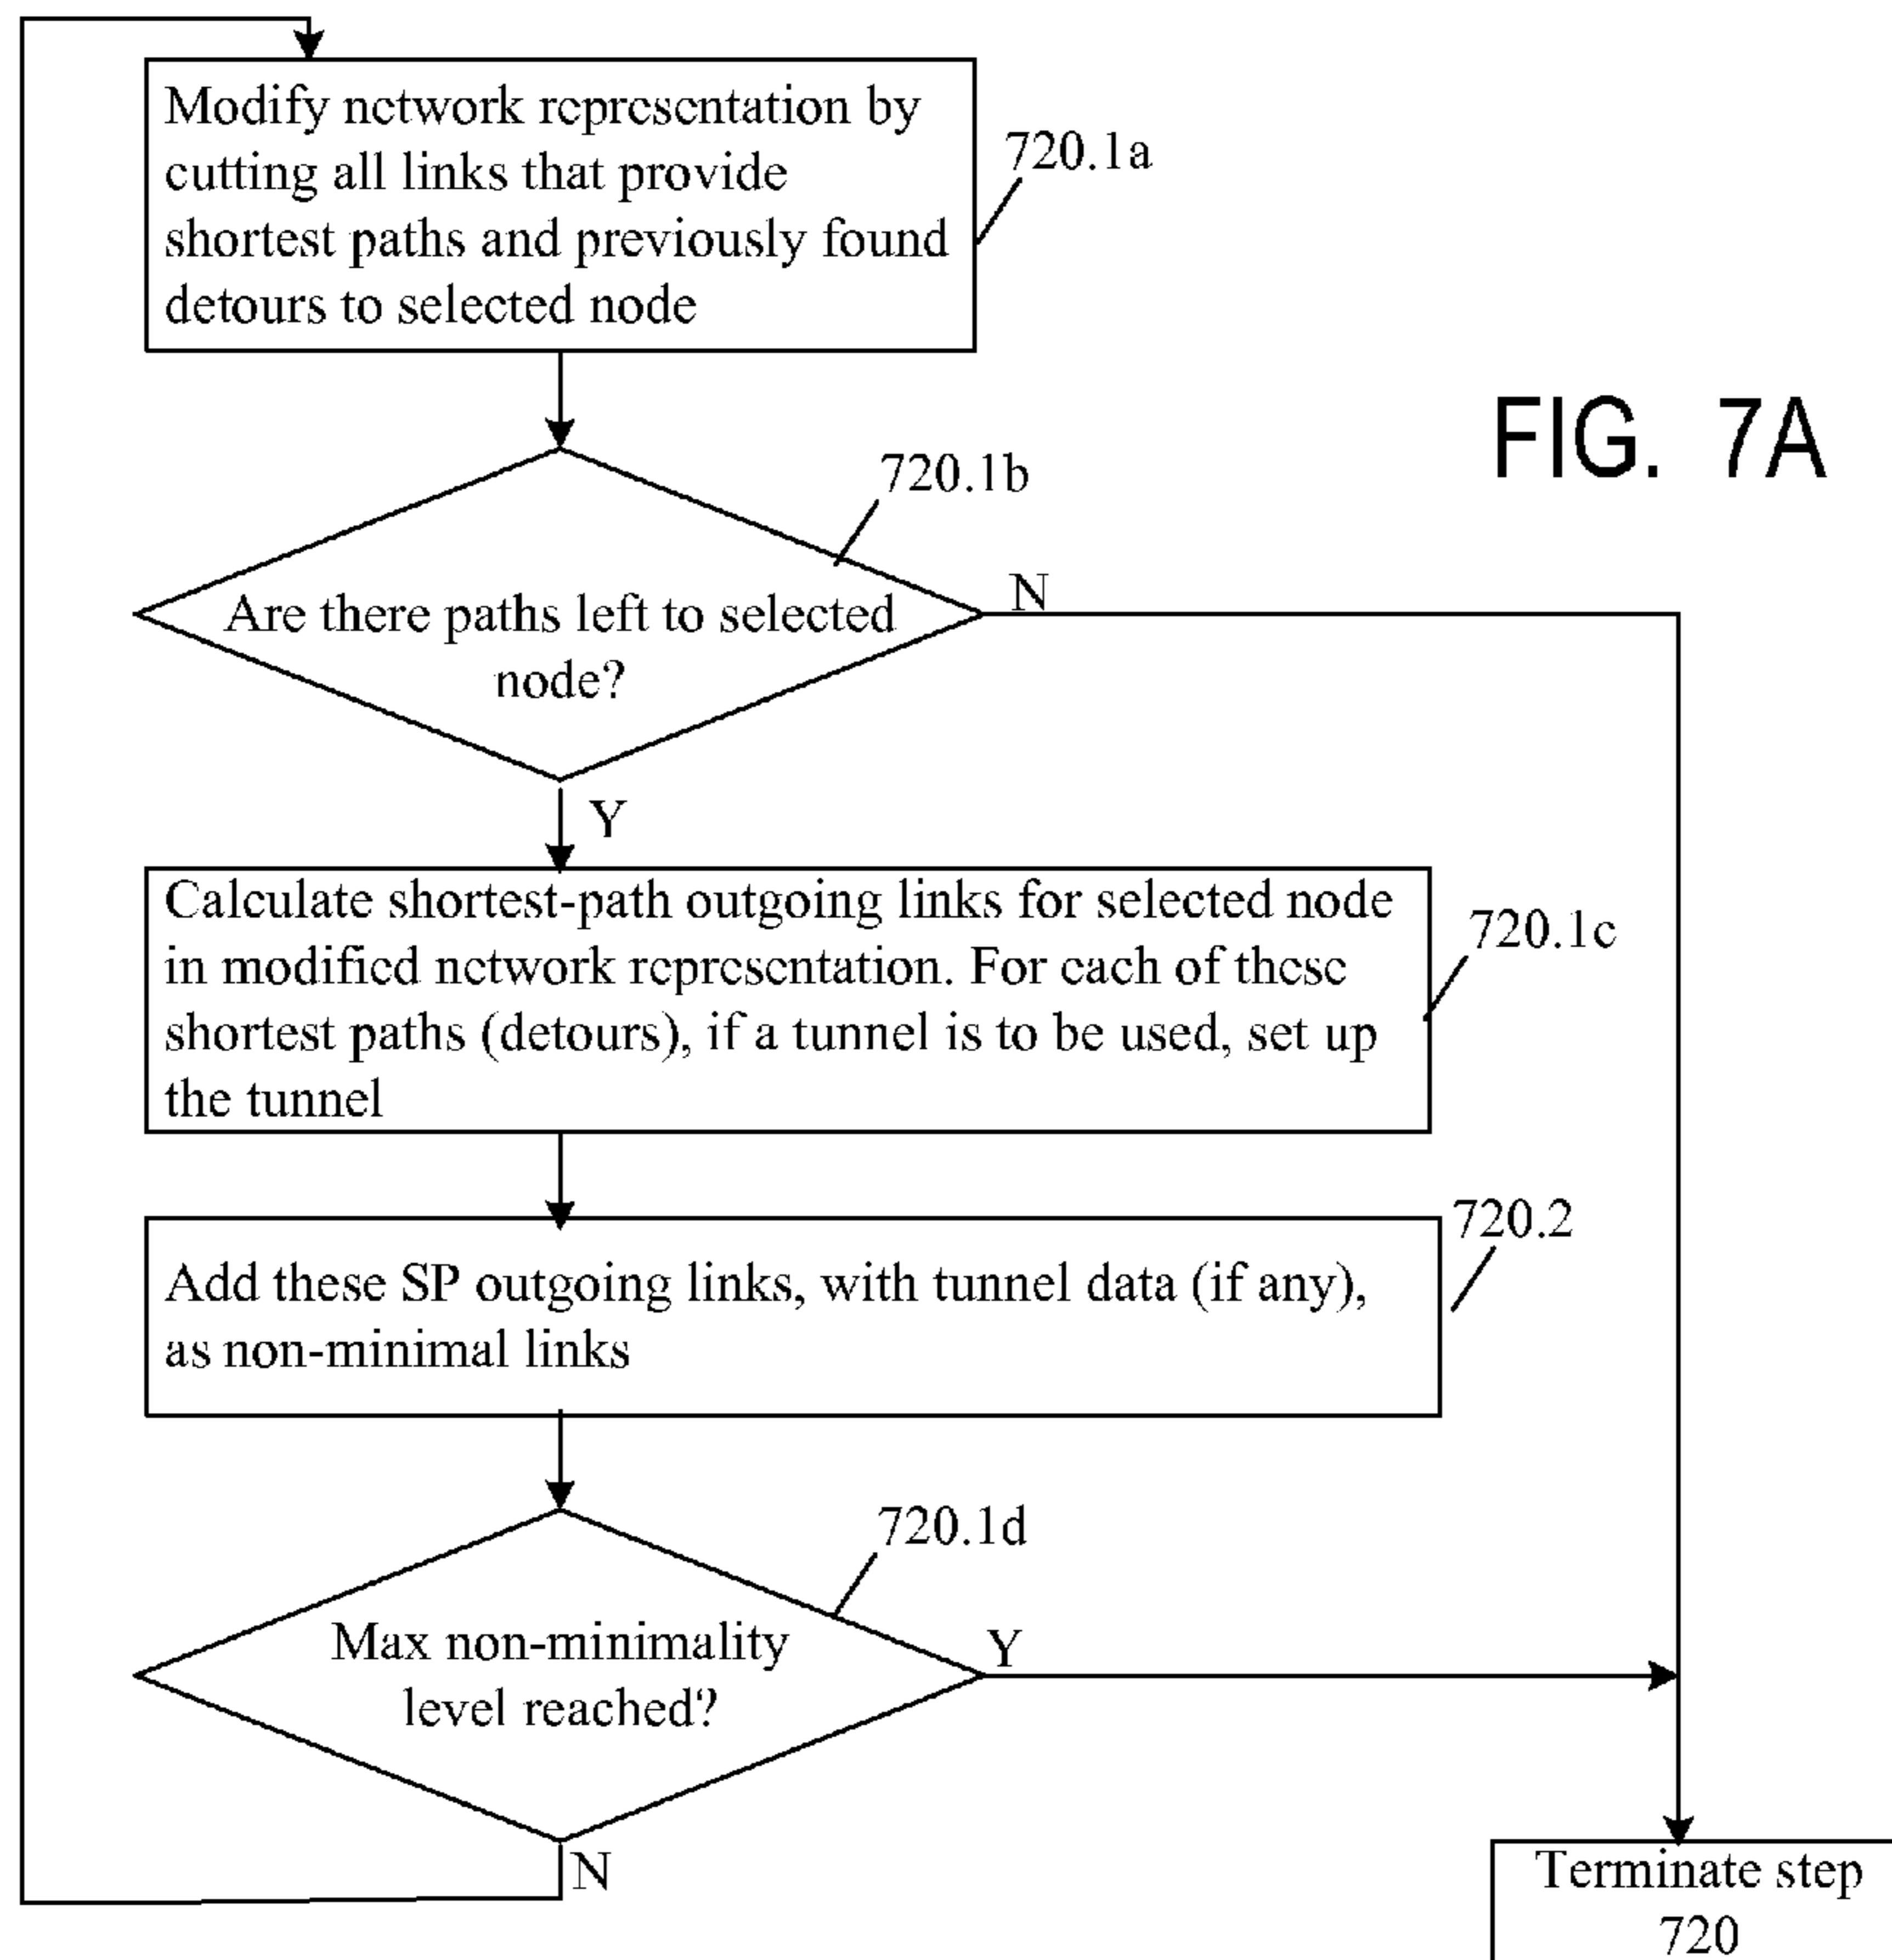 Modify network representation by
cutting all links that provide
shortest paths and previously found
detours to selected node
720.1a
FIG. 7A
720.1b
Are there paths left to selected
node?
N
Y
Calculate shortest-path outgoing links for selected node
in modified network representation. For each of these
shortest paths (detours), if a tunnel is to be used, set up
the tunnel
720.1c
720.2
Add these SP outgoing links, with tunnel data (if any),
as non-minimal links
720.1d
Max non-minimality
level reached?
Y
N
Terminate step
720